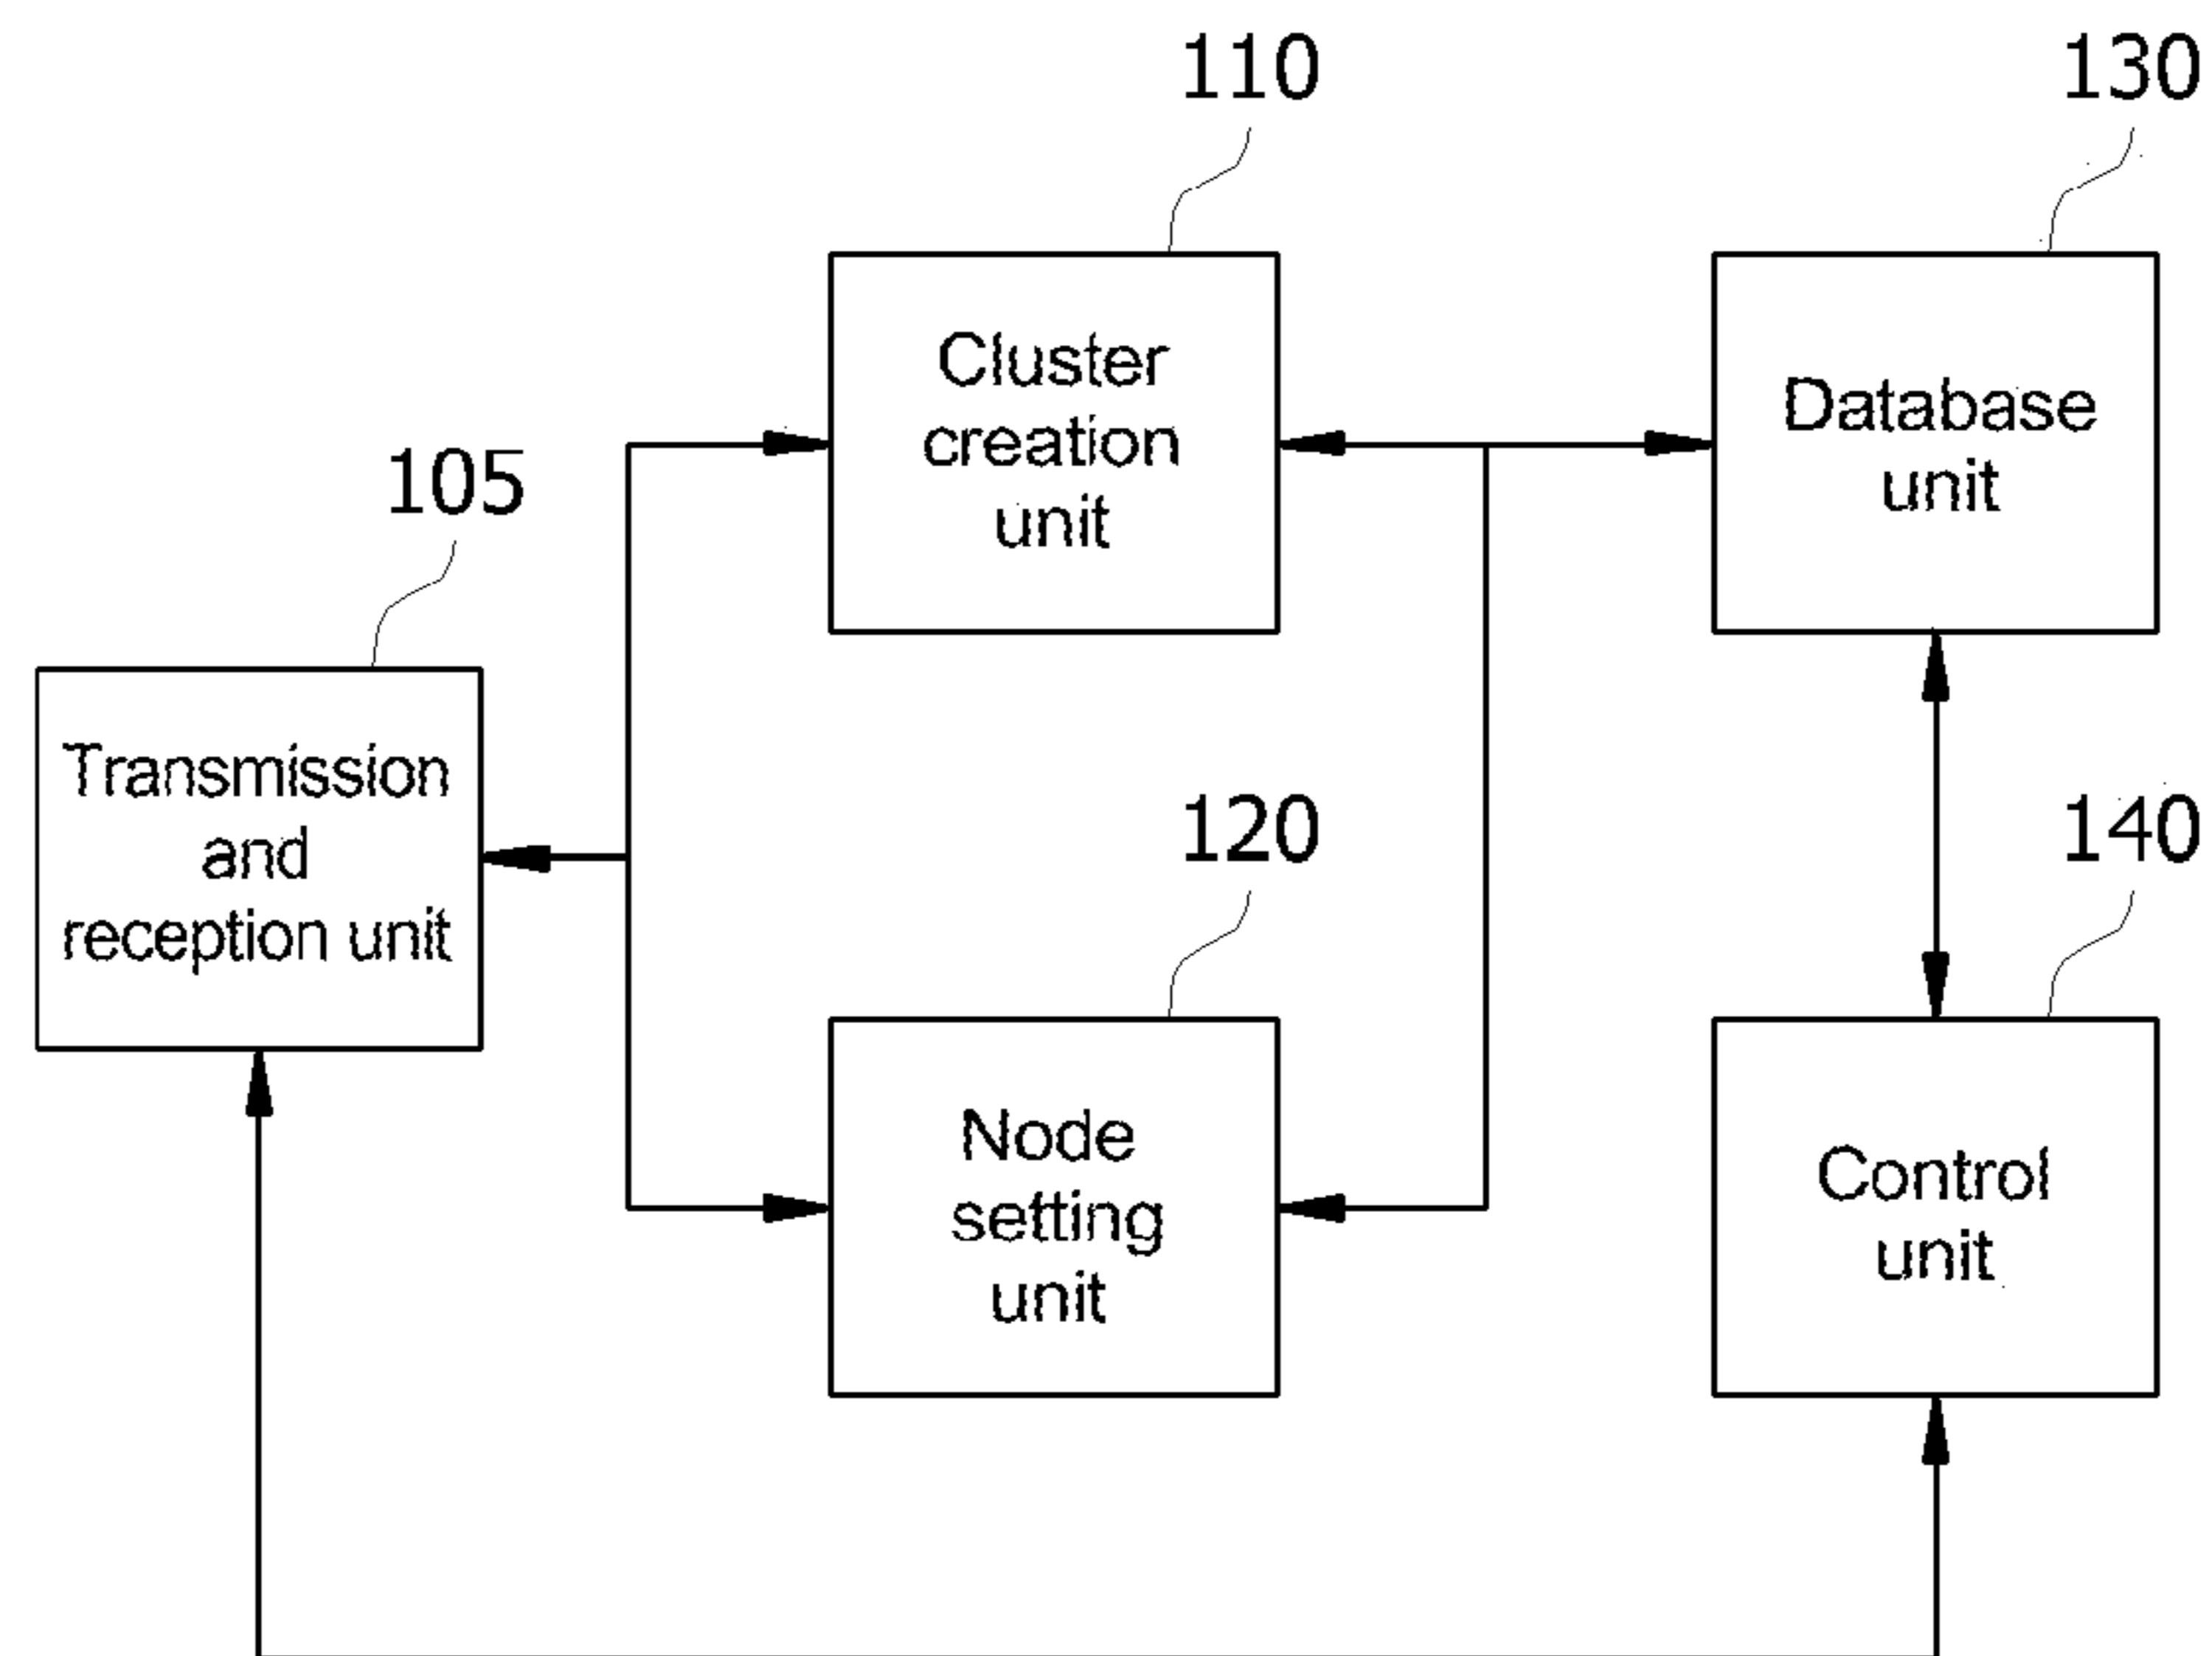 110
130
Cluster
creation
unit
Database
unit
105
Transmission
and
reception unit
120
140
Node
setting
unit
Control
unit